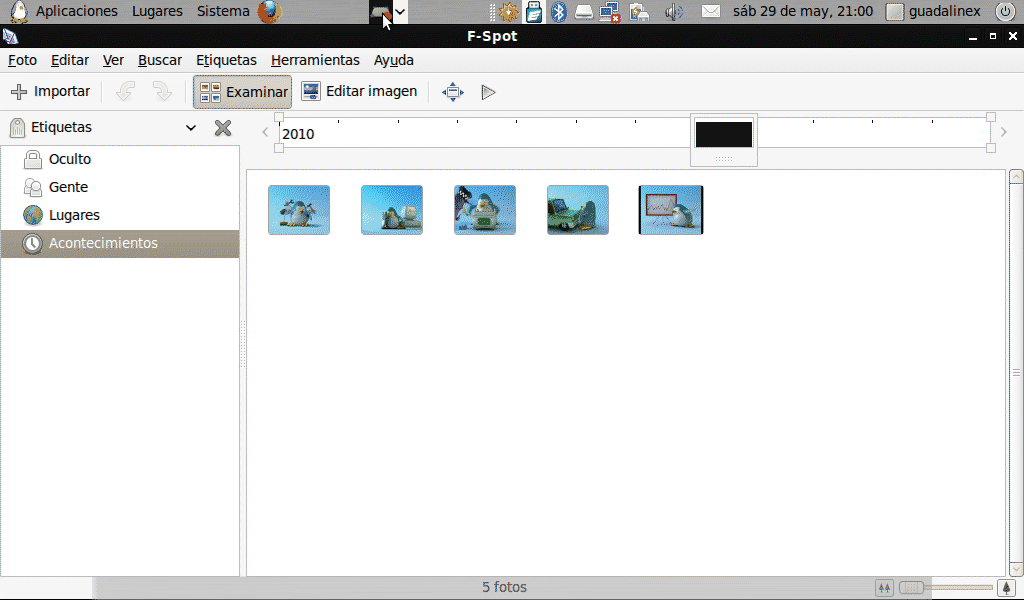 Aplicaciones Lugares Sistema sáb 29 de may, 21:00 guadalinex
F-Spot
Foto Editar Ver Buscar Etiquetas Herramientas Ayuda
Importar Examinar Editar imagen
Etiquetas
2010
Oculto
Gente
Lugares
Acontecimientos
5 fotos